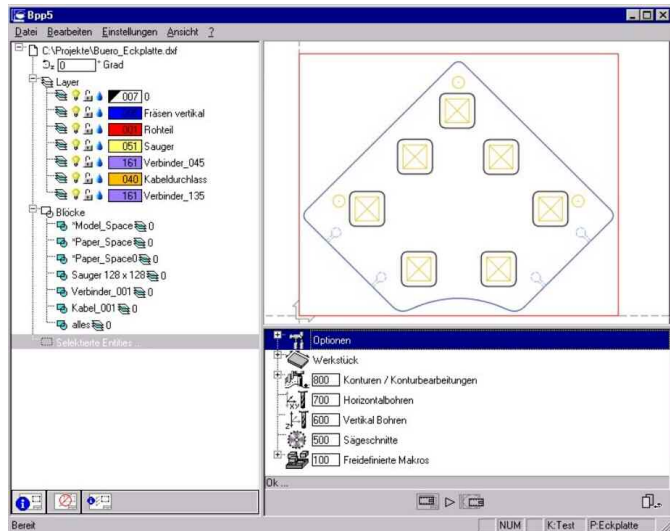 Bpp5
Datei Bearbeiten Einstellungen Ansicht ?
C:\Projekte\Buero_Eckplatte.dxf
0 ° Grad
Layer
007 0
Fräsen vertikal
001 Rohteil
051 Sauger
161 Verbinder_045
040 Kabeldurchlass
161 Verbinder_135
Blöcke
*Model_Space 0
*Paper_Space 0
*Paper_Space0 0
Sauger 128 x 128 0
Verbinder_001 0
Kabel_001 0
alles 0
Selektierte Entities...
Optionen
Werkstück
800 Konturen / Konturbearbeitungen
700 Horizontalbohren
600 Vertikal Bohren
500 Sägeschnitte
100 Freidefinierte Makros
Ok ...
Bereit
NUM K:Test P:Eckplatte